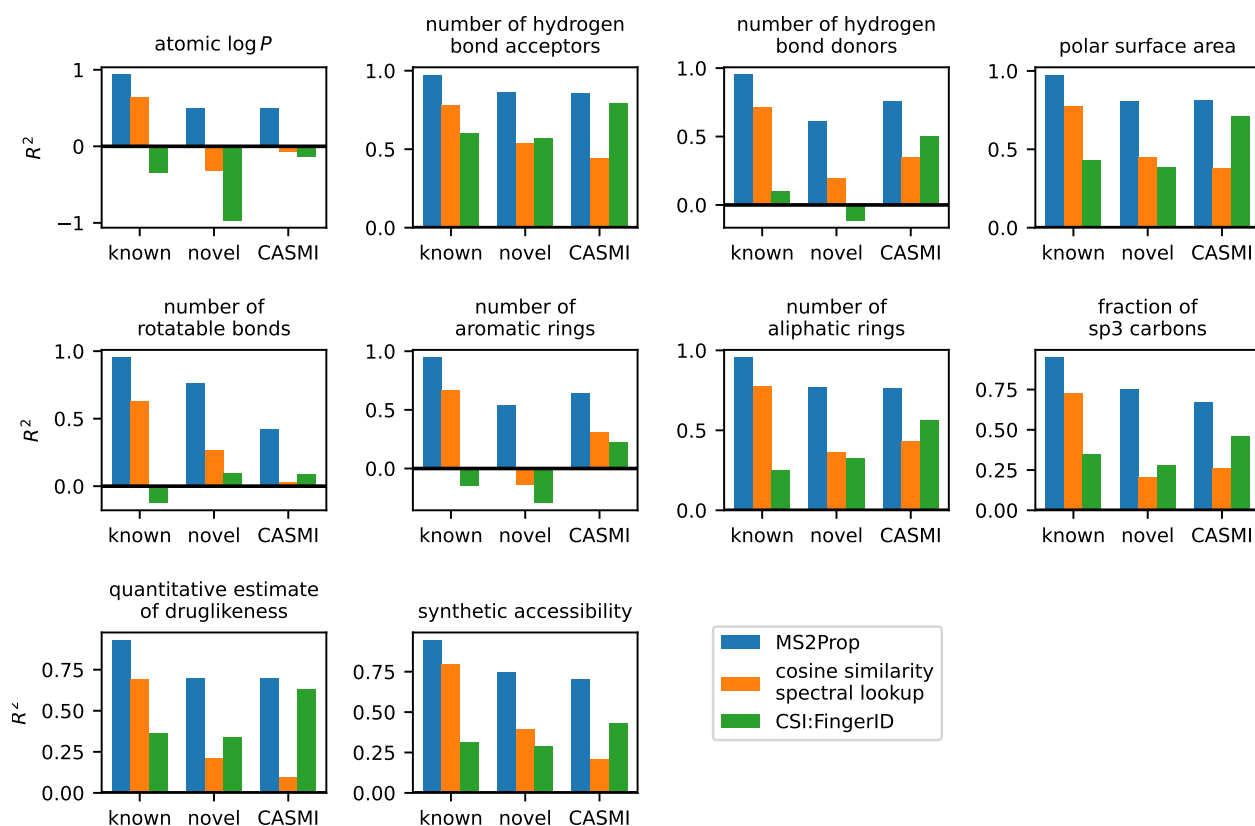 atomic log P
number of hydrogen
bond acceptors
number of hydrogen
bond donors
polar surface area
R²
1
0
−1
known novel CASMI
1.0
0.5
0.0
known novel CASMI
1.0
0.5
0.0
known novel CASMI
1.0
0.5
0.0
known novel CASMI
number of
rotatable bonds
number of
aromatic rings
number of
aliphatic rings
fraction of
sp3 carbons
R²
1.0
0.5
0.0
known novel CASMI
1.0
0.5
0.0
known novel CASMI
1.0
0.5
0.0
known novel CASMI
0.75
0.50
0.25
0.00
known novel CASMI
quantitative estimate
of druglikeness
synthetic accessibility
R²
0.75
0.50
0.25
0.00
known novel CASMI
0.75
0.50
0.25
0.00
known novel CASMI
MS2Prop
cosine similarity
spectral lookup
CSI:FingerID